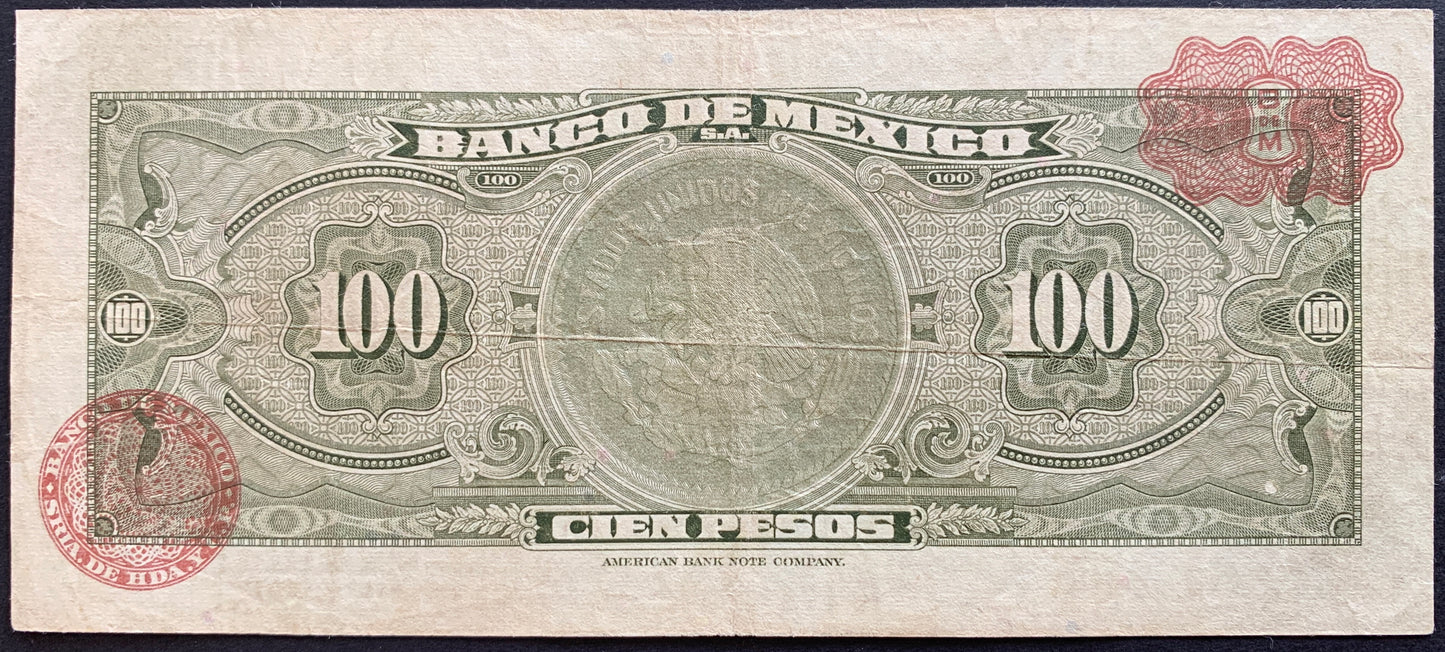 BANCO DE MEXICO
S.A.
B DE M
100 100
ESTADOS UNIDOS MEXICANOS
100 100
100 100
BANCO DE MEXICO
SRIA. DE HDA. Y
CIEN PESOS
AMERICAN BANK NOTE COMPANY.